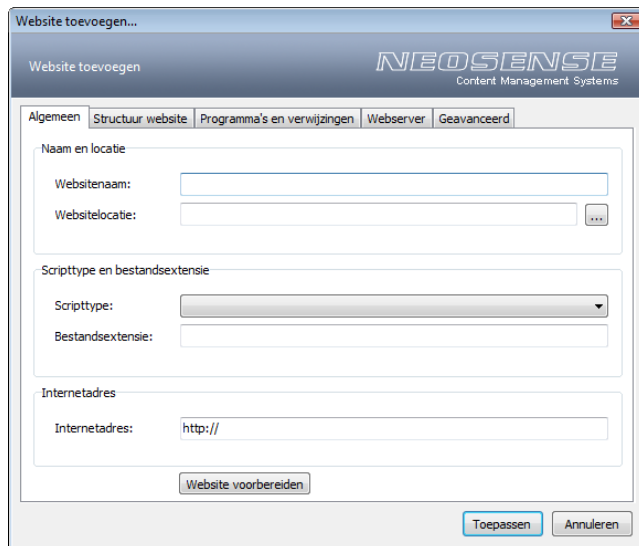 Website toevoegen...
Website toevoegen
NEOSENSE
Content Management Systems
Algemeen Structuur website Programma's en verwijzingen Webserver Geavanceerd
Naam en locatie
Websitenaam:
Websitelocatie: ...
Scripttype en bestandsextensie
Scripttype:
Bestandsextensie:
Internetadres
Internetadres: http://
Website voorbereiden
Toepassen Annuleren